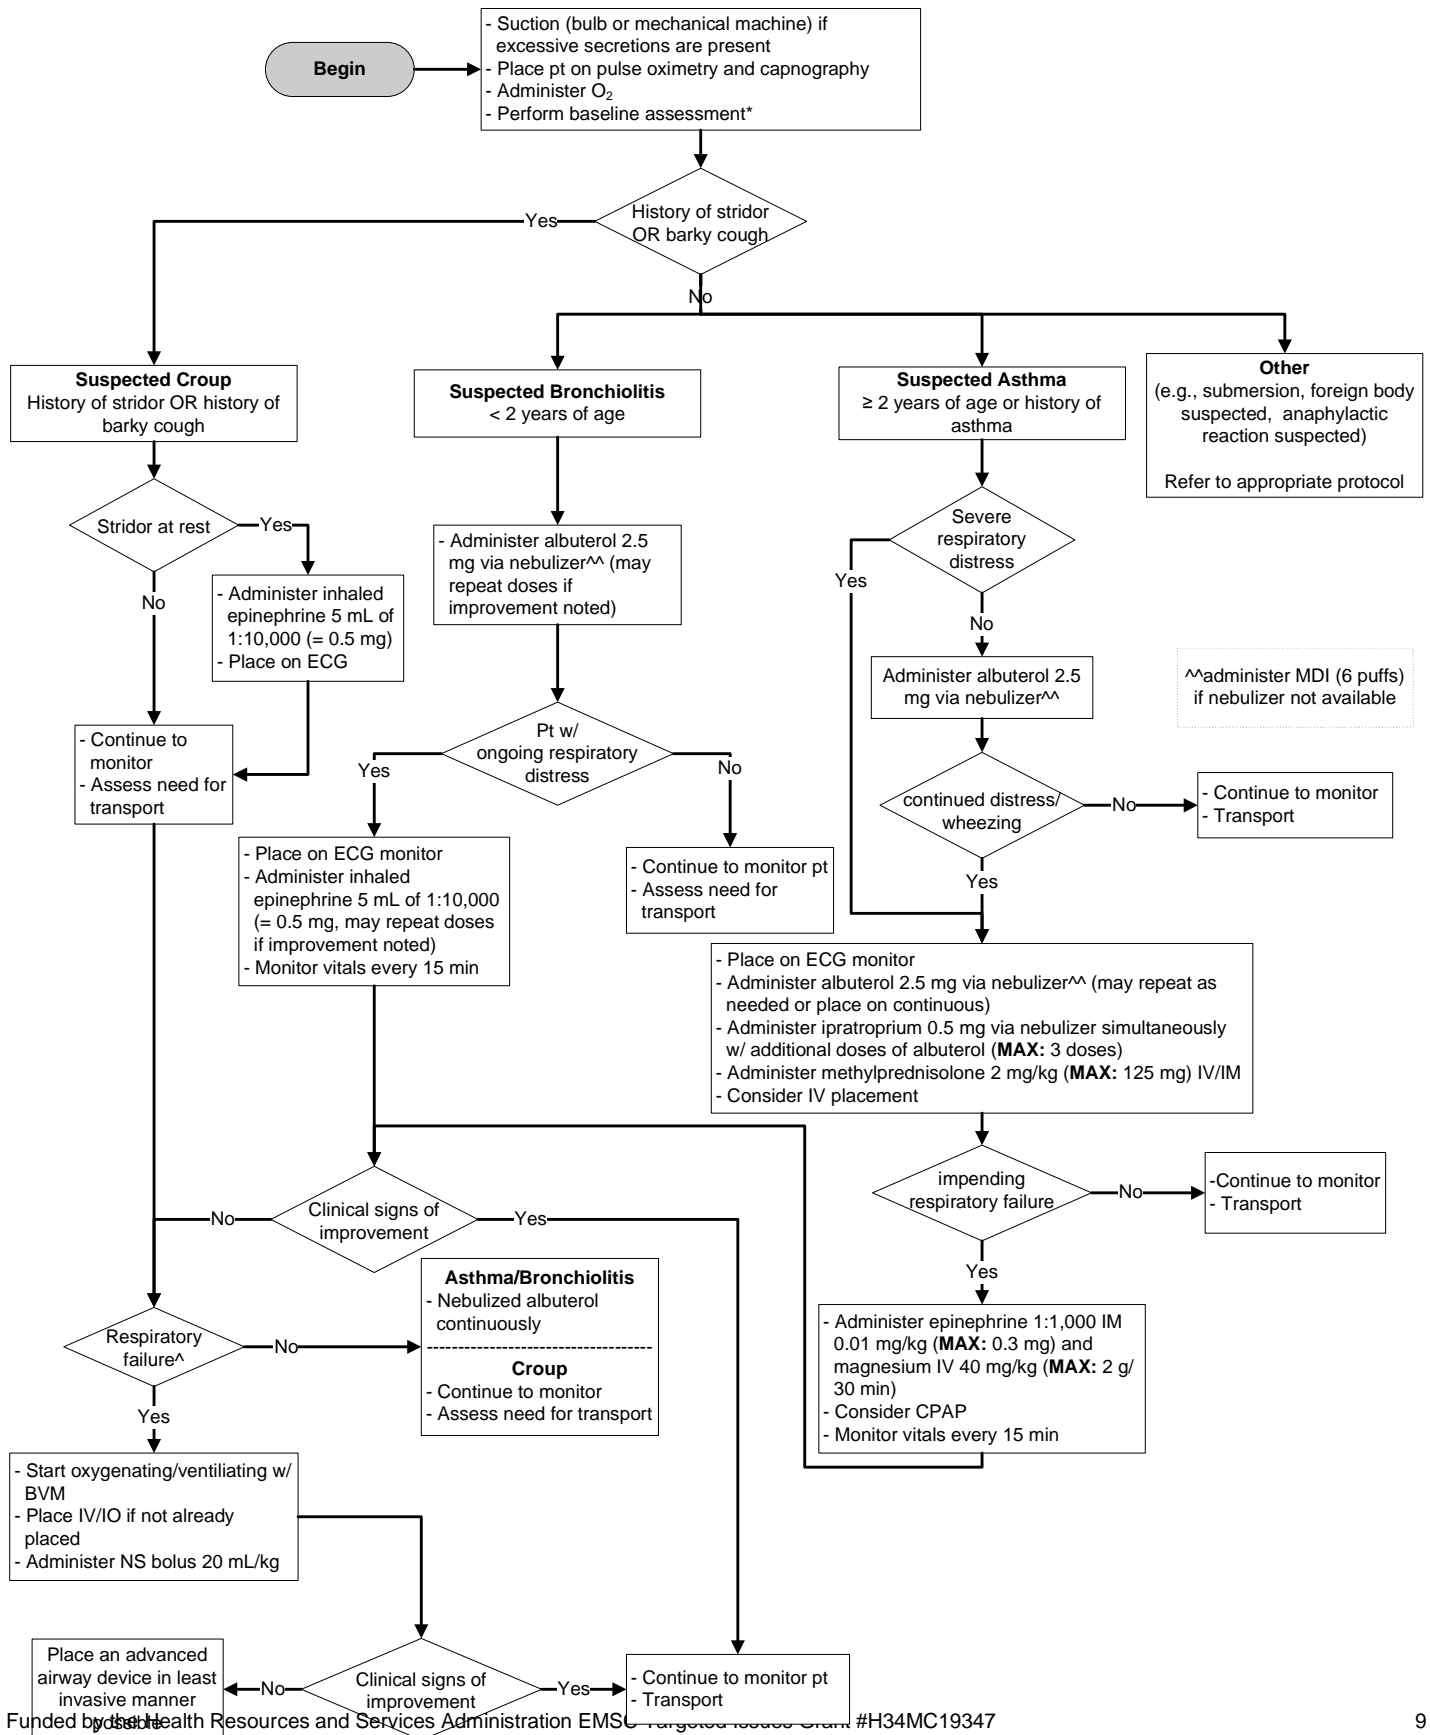 Begin
- Suction (bulb or mechanical machine) if
excessive secretions are present
- Place pt on pulse oximetry and capnography
- Administer O₂
- Perform baseline assessment*
History of stridor
OR barky cough
Yes
No
Suspected Croup
History of stridor OR history of
barky cough
Suspected Bronchiolitis
< 2 years of age
Suspected Asthma
≥ 2 years of age or history of
asthma
Other
(e.g., submersion, foreign body
suspected, anaphylactic
reaction suspected)
Refer to appropriate protocol
Stridor at rest
Yes
No
- Administer inhaled
epinephrine 5 mL of
1:10,000 (= 0.5 mg)
- Place on ECG
- Continue to
monitor
- Assess need for
transport
- Administer albuterol 2.5
mg via nebulizer^^ (may
repeat doses if
improvement noted)
Pt w/
ongoing respiratory
distress
Yes
No
- Place on ECG monitor
- Administer inhaled
epinephrine 5 mL of 1:10,000
(= 0.5 mg, may repeat doses
if improvement noted)
- Monitor vitals every 15 min
- Continue to monitor pt
- Assess need for
transport
Severe
respiratory
distress
Yes
No
Administer albuterol 2.5
mg via nebulizer^^
^^administer MDI (6 puffs)
if nebulizer not available
continued distress/
wheezing
No
Yes
- Continue to monitor
- Transport
- Place on ECG monitor
- Administer albuterol 2.5 mg via nebulizer^^ (may repeat as
needed or place on continuous)
- Administer ipratroprium 0.5 mg via nebulizer simultaneously
w/ additional doses of albuterol (MAX: 3 doses)
- Administer methylprednisolone 2 mg/kg (MAX: 125 mg) IV/IM
- Consider IV placement
impending
respiratory failure
No
Yes
-Continue to monitor
- Transport
- Administer epinephrine 1:1,000 IM
0.01 mg/kg (MAX: 0.3 mg) and
magnesium IV 40 mg/kg (MAX: 2 g/
30 min)
- Consider CPAP
- Monitor vitals every 15 min
Clinical signs of
improvement
No
Yes
Respiratory
failure^
No
Yes
Asthma/Bronchiolitis
- Nebulized albuterol
continuously
----------------------------------
Croup
- Continue to monitor
- Assess need for transport
- Start oxygenating/ventiliating w/
BVM
- Place IV/IO if not already
placed
- Administer NS bolus 20 mL/kg
Clinical signs of
improvement
No
Yes
Place an advanced
airway device in least
invasive manner
possible
- Continue to monitor pt
- Transport
Funded by the Health Resources and Services Administration EMSC Targeted Issues Grant #H34MC19347
9